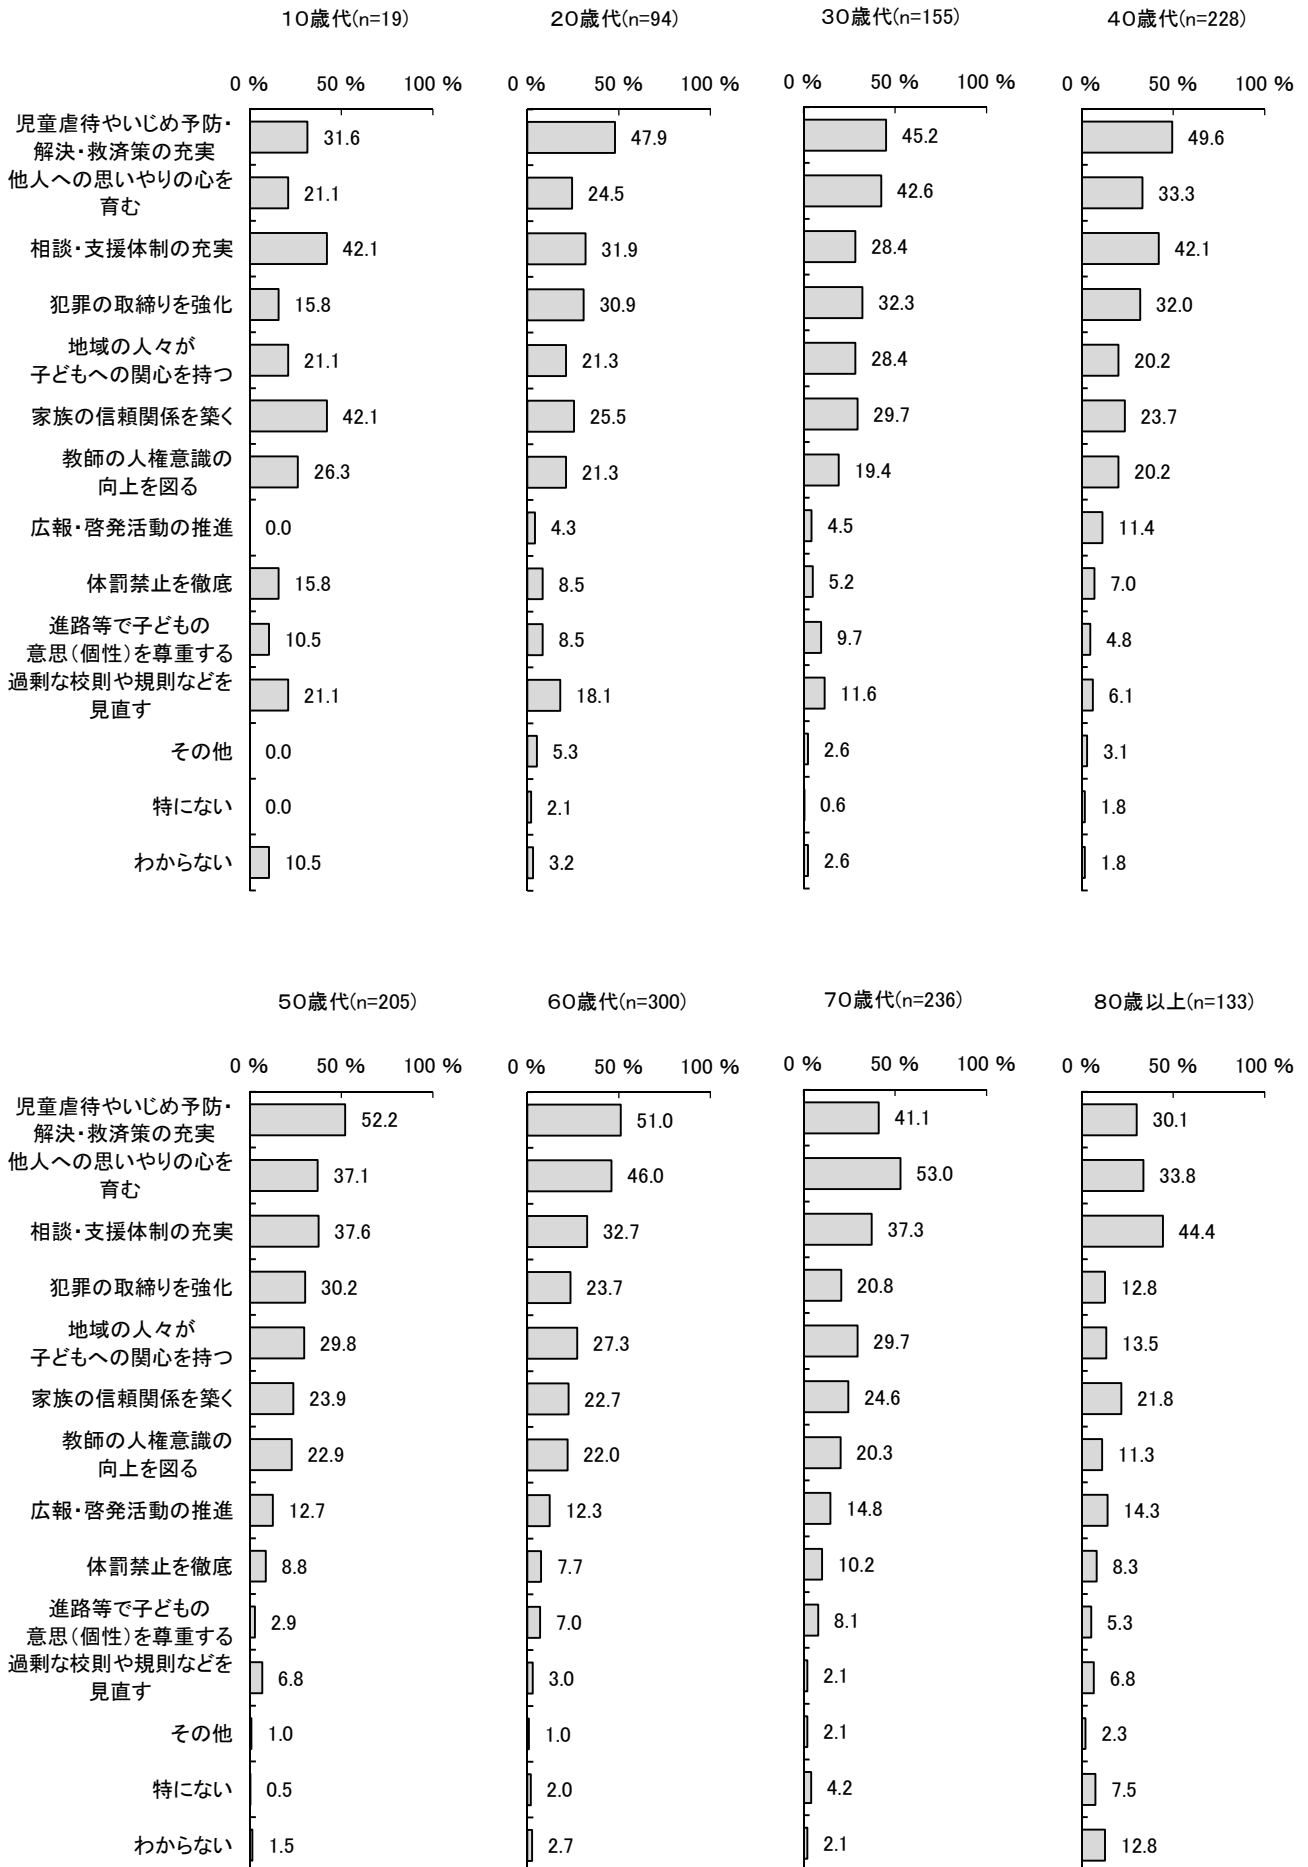 10歳代(n=19)
20歳代(n=94)
30歳代(n=155)
40歳代(n=228)
0 % 50 % 100 %
0 % 50 % 100 %
0 % 50 % 100 %
0 % 50 % 100 %
児童虐待やいじめ予防・
解決・救済策の充実
31.6 47.9 45.2 49.6
他人への思いやりの心を
育む
21.1 24.5 42.6 33.3
相談・支援体制の充実 42.1 31.9 28.4 42.1
犯罪の取締りを強化 15.8 30.9 32.3 32.0
地域の人々が
子どもへの関心を持つ
21.1 21.3 28.4 20.2
家族の信頼関係を築く 42.1 25.5 29.7 23.7
教師の人権意識の
向上を図る
26.3 21.3 19.4 20.2
広報・啓発活動の推進 0.0 4.3 4.5 11.4
体罰禁止を徹底 15.8 8.5 5.2 7.0
進路等で子どもの
意思(個性)を尊重する
10.5 8.5 9.7 4.8
過剰な校則や規則などを
見直す
21.1 18.1 11.6 6.1
その他 0.0 5.3 2.6 3.1
特にない 0.0 2.1 0.6 1.8
わからない 10.5 3.2 2.6 1.8
50歳代(n=205)
60歳代(n=300)
70歳代(n=236)
80歳以上(n=133)
0 % 50 % 100 %
0 % 50 % 100 %
0 % 50 % 100 %
0 % 50 % 100 %
児童虐待やいじめ予防・
解決・救済策の充実
52.2 51.0 41.1 30.1
他人への思いやりの心を
育む
37.1 46.0 53.0 33.8
相談・支援体制の充実 37.6 32.7 37.3 44.4
犯罪の取締りを強化 30.2 23.7 20.8 12.8
地域の人々が
子どもへの関心を持つ
29.8 27.3 29.7 13.5
家族の信頼関係を築く 23.9 22.7 24.6 21.8
教師の人権意識の
向上を図る
22.9 22.0 20.3 11.3
広報・啓発活動の推進 12.7 12.3 14.8 14.3
体罰禁止を徹底 8.8 7.7 10.2 8.3
進路等で子どもの
意思(個性)を尊重する
2.9 7.0 8.1 5.3
過剰な校則や規則などを
見直す
6.8 3.0 2.1 6.8
その他 1.0 1.0 2.1 2.3
特にない 0.5 2.0 4.2 7.5
わからない 1.5 2.7 2.1 12.8